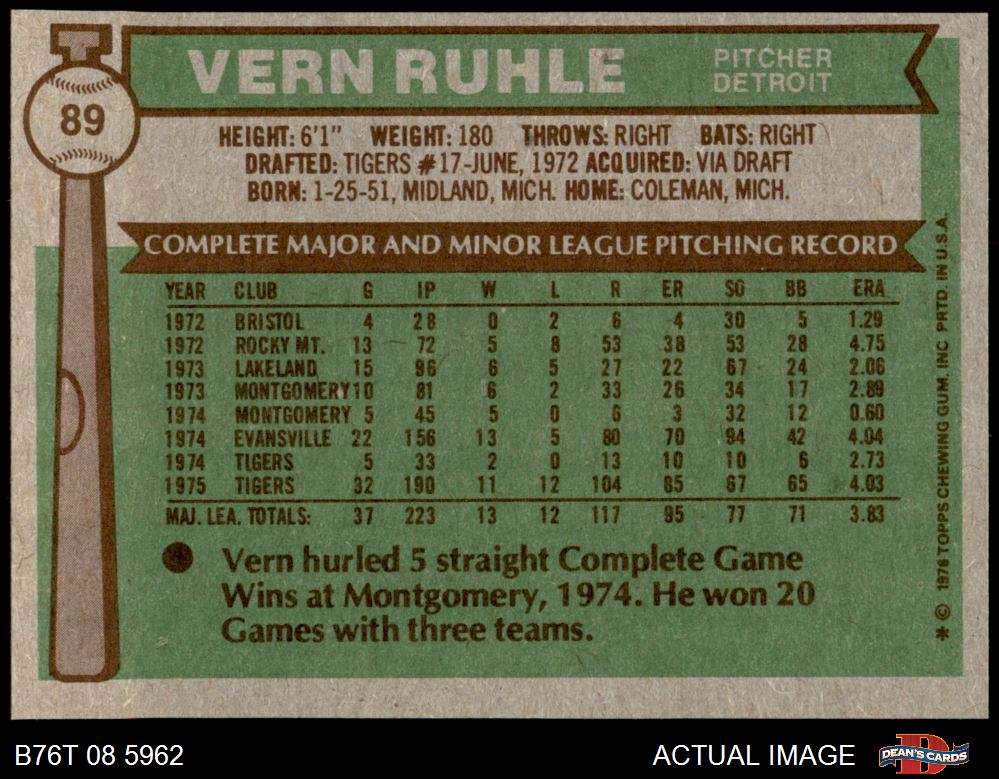 VERN RUHLE
PITCHER
DETROIT
89
HEIGHT: 6'1" WEIGHT: 180 THROWS: RIGHT BATS: RIGHT
DRAFTED: TIGERS #17-JUNE, 1972 ACQUIRED: VIA DRAFT
BORN: 1-25-51, MIDLAND, MICH. HOME: COLEMAN, MICH.
COMPLETE MAJOR AND MINOR LEAGUE PITCHING RECORD
YEAR CLUB G IP W L R ER SO BB ERA
1972 BRISTOL 4 28 0 2 6 4 30 5 1.29
1972 ROCKY MT. 13 72 5 8 53 38 53 28 4.75
1973 LAKELAND 15 96 6 5 27 22 67 24 2.06
1973 MONTGOMERY 10 81 6 2 33 26 34 17 2.89
1974 MONTGOMERY 5 45 5 0 6 3 32 12 0.60
1974 EVANSVILLE 22 156 13 5 80 70 94 42 4.04
1974 TIGERS 5 33 2 0 13 10 10 6 2.73
1975 TIGERS 32 190 11 12 104 85 67 65 4.03
MAJ. LEA. TOTALS: 37 223 13 12 117 95 77 71 3.83
Vern hurled 5 straight Complete Game
Wins at Montgomery, 1974. He won 20
Games with three teams.
* © 1976 TOPPS CHEWING GUM, INC PRTD. IN U.S.A.
B76T 08 5962
ACTUAL IMAGE
DEAN'S CARDS